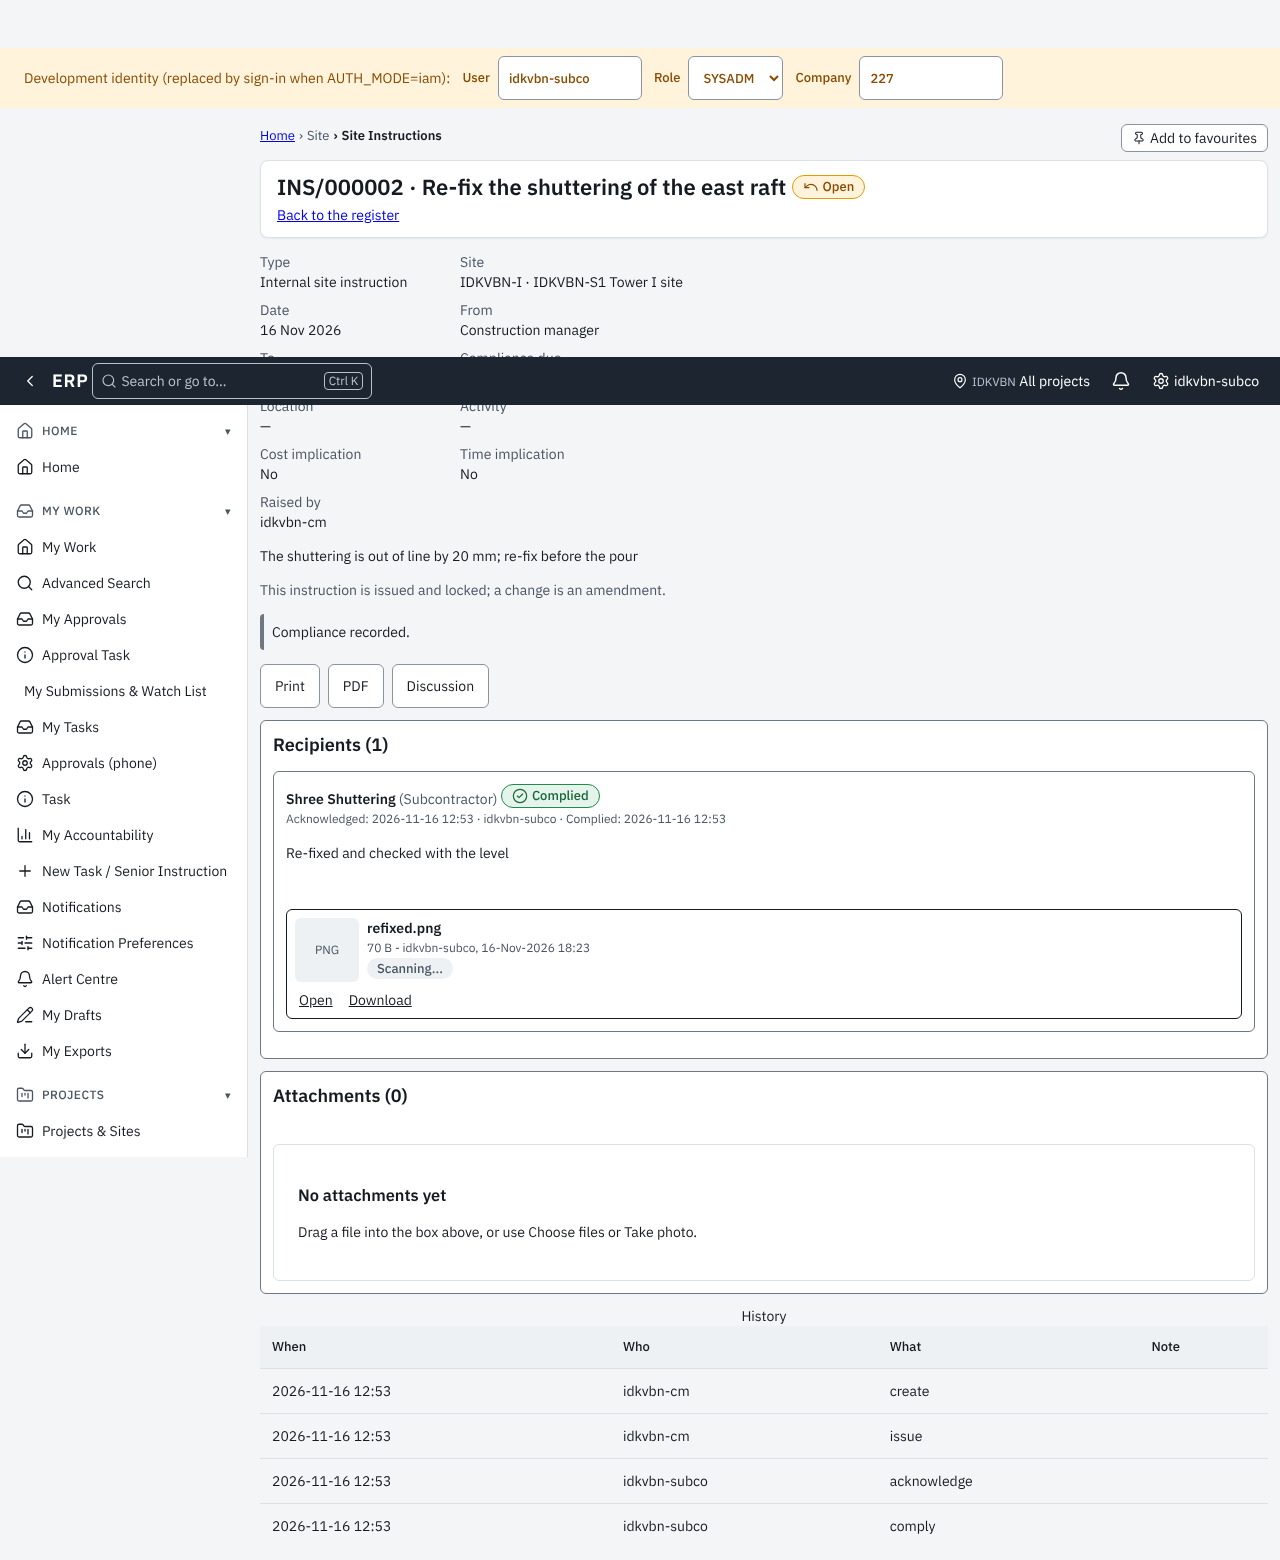 Development identity (replaced by sign-in when AUTH_MODE=iam): User idkvbn-subco Role SYSADM Company 227
Home › Site › Site Instructions
Add to favourites
INS/000002 · Re-fix the shuttering of the east raft Open
Back to the register
Type Site
Internal site instruction IDKVBN-I · IDKVBN-S1 Tower I site
Date From
16 Nov 2026 Construction manager
ERP Search or go to... Ctrl K IDKVBN All projects idkvbn-subco
Location Activity
— —
Cost implication Time implication
No No
Raised by
idkvbn-cm
The shuttering is out of line by 20 mm; re-fix before the pour
This instruction is issued and locked; a change is an amendment.
Compliance recorded.
Print PDF Discussion
Recipients (1)
Shree Shuttering (Subcontractor) Complied
Acknowledged: 2026-11-16 12:53 · idkvbn-subco · Complied: 2026-11-16 12:53
Re-fixed and checked with the level
PNG
refixed.png
70 B - idkvbn-subco, 16-Nov-2026 18:23
Scanning...
Open Download
Attachments (0)
No attachments yet
Drag a file into the box above, or use Choose files or Take photo.
History
When Who What Note
2026-11-16 12:53 idkvbn-cm create
2026-11-16 12:53 idkvbn-cm issue
2026-11-16 12:53 idkvbn-subco acknowledge
2026-11-16 12:53 idkvbn-subco comply
HOME
Home
MY WORK
My Work
Advanced Search
My Approvals
Approval Task
My Submissions & Watch List
My Tasks
Approvals (phone)
Task
My Accountability
New Task / Senior Instruction
Notifications
Notification Preferences
Alert Centre
My Drafts
My Exports
PROJECTS
Projects & Sites